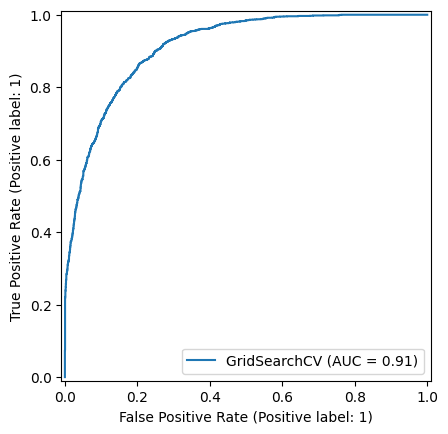 1.0
0.8
0.6
0.4
0.2
0.0
True Positive Rate (Positive label: 1)
GridSearchCV (AUC = 0.91)
0.0 0.2 0.4 0.6 0.8 1.0
False Positive Rate (Positive label: 1)